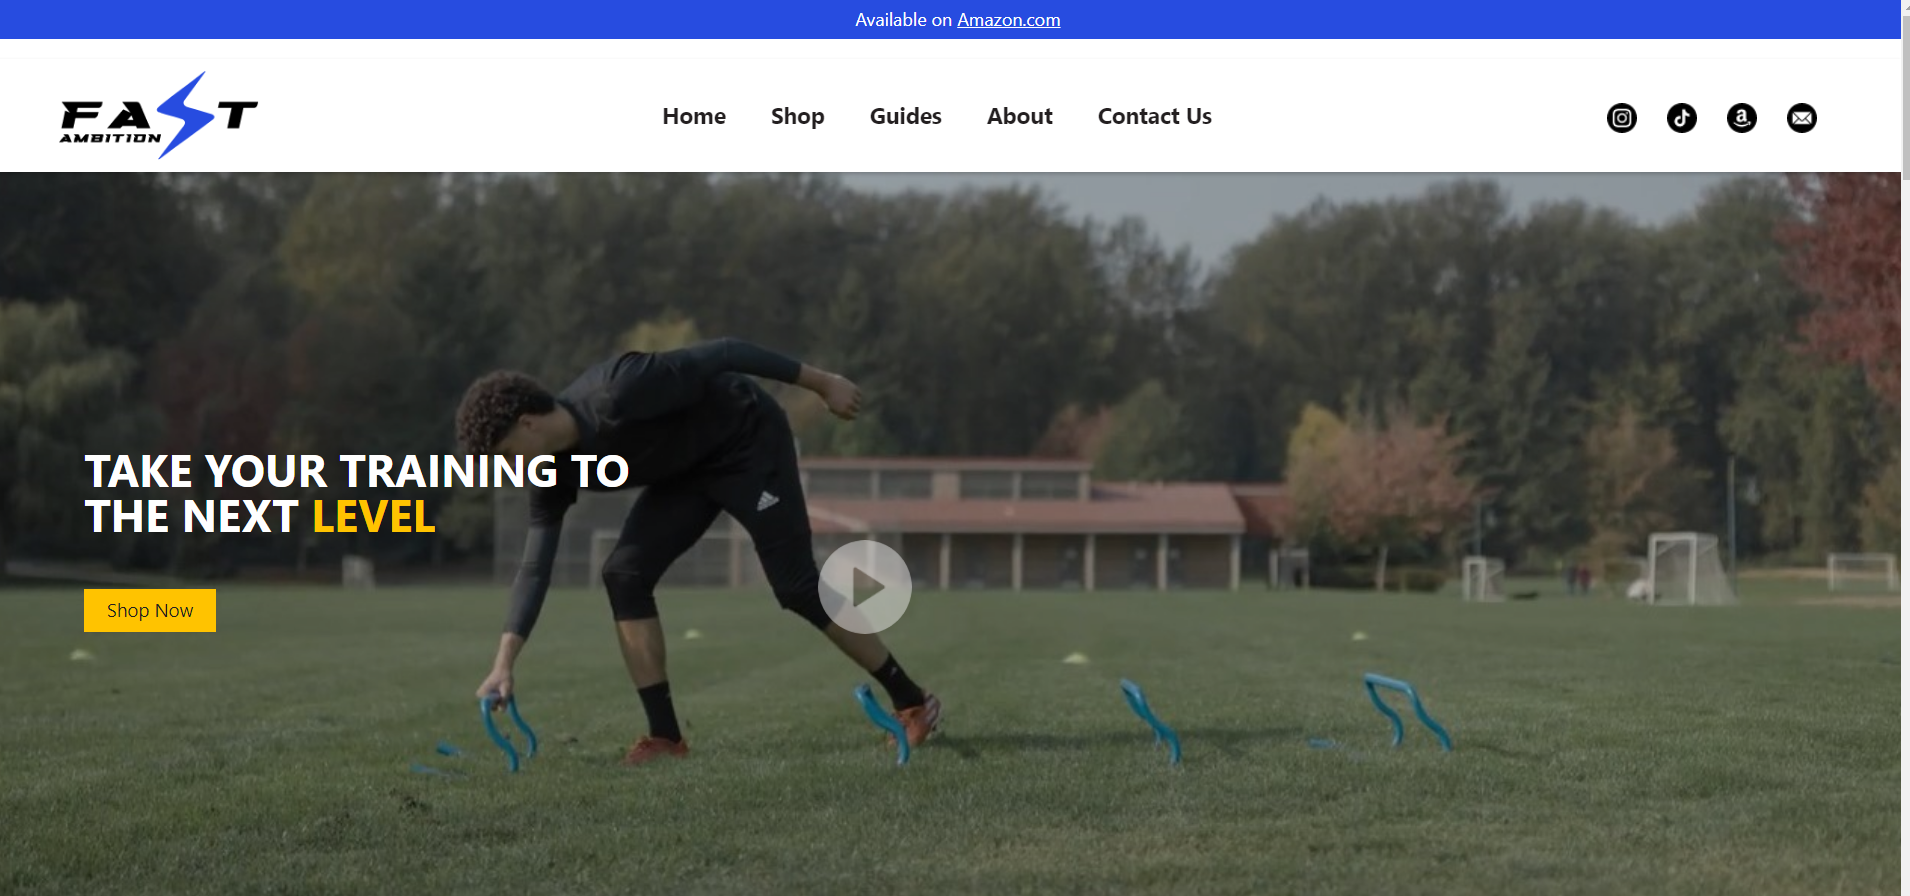 Available on Amazon.com
FAST
AMBITION
Home Shop Guides About Contact Us
TAKE YOUR TRAINING TO
THE NEXT LEVEL
Shop Now